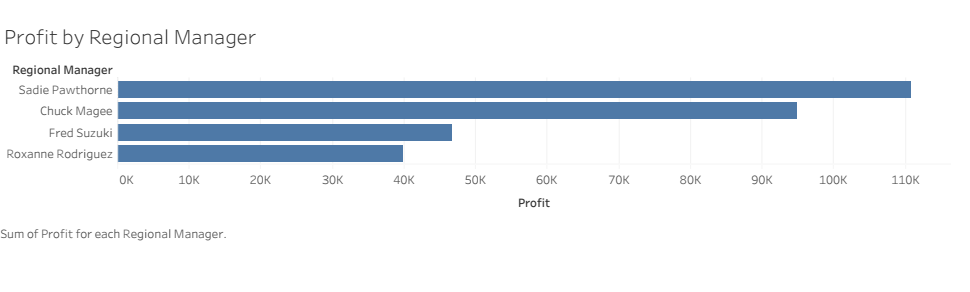 Profit by Regional Manager
Regional Manager
Sadie Pawthorne
Chuck Magee
Fred Suzuki
Roxanne Rodriguez
0K 10K 20K 30K 40K 50K 60K 70K 80K 90K 100K 110K
Profit
Sum of Profit for each Regional Manager.